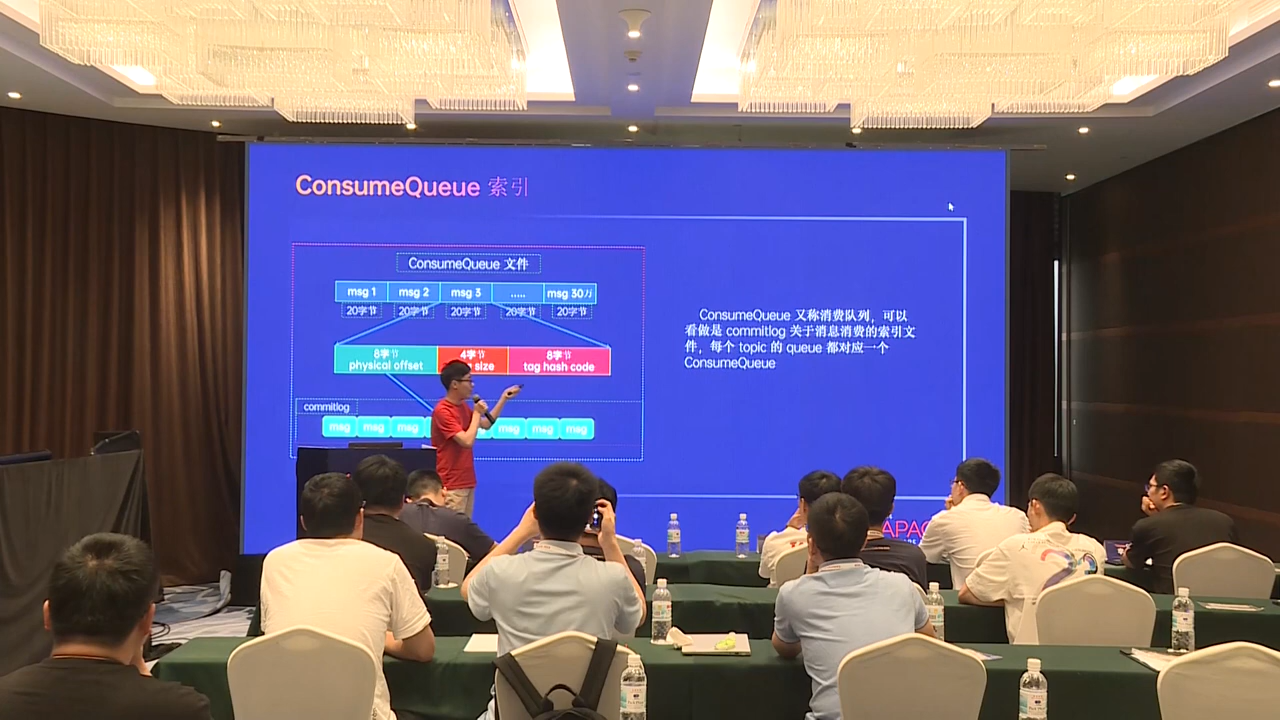 ConsumeQueue 索引
ConsumeQueue 文件
msg 1 msg 2 msg 3 ..... msg 30万
20字节 20字节 20字节 20字节 20字节
8字节 4字节 8字节
physical offset size tag hash code
commitlog
msg msg msg msg msg msg
ConsumeQueue 又称消费队列，可以
看做是 commitlog 关于消息消费的索引文
件，每个 topic 的 queue 都对应一个
ConsumeQueue